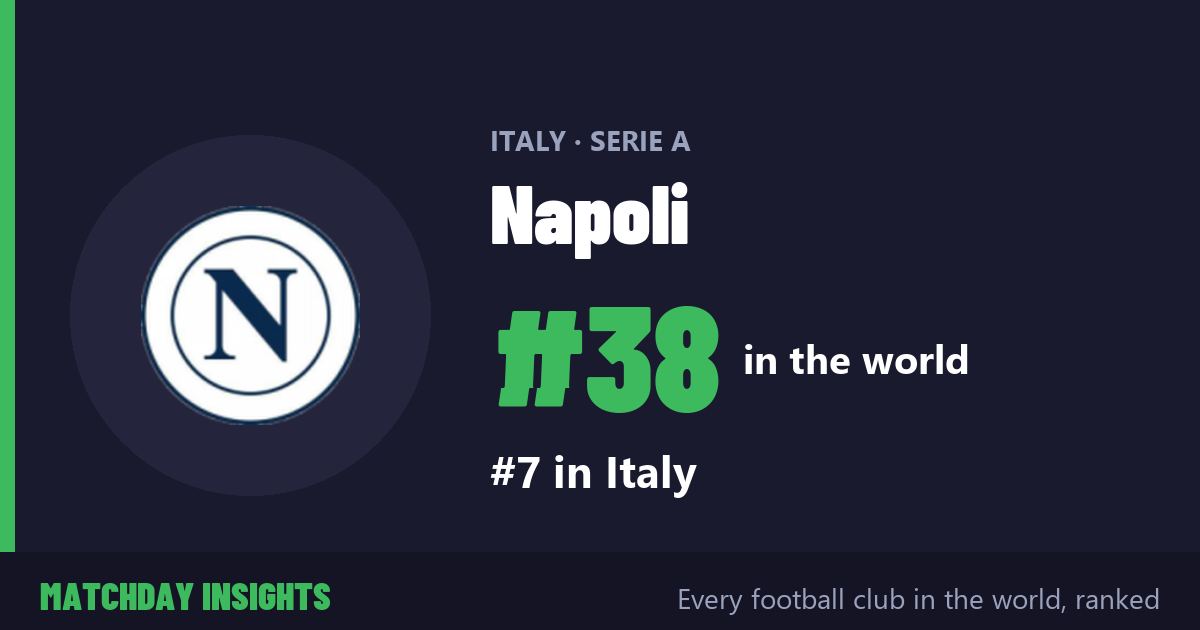 ITALY · SERIE A
Napoli
N
#38 in the world
#7 in Italy
MATCHDAY INSIGHTS
Every football club in the world, ranked